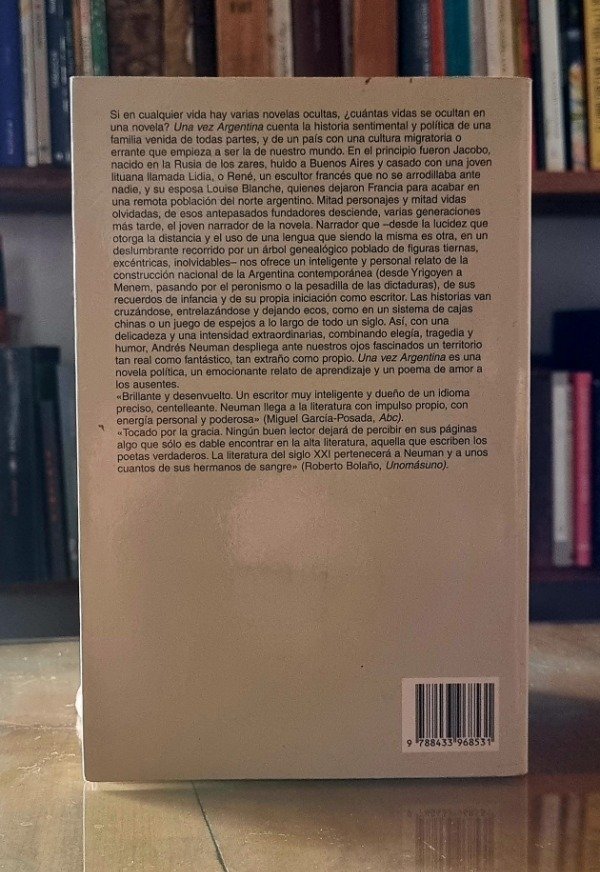 Si en cualquier vida hay varias novelas ocultas, ¿cuántas vidas se ocultan en
una novela? Una vez Argentina cuenta la historia sentimental y política de una
familia venida de todas partes, y de un país con una cultura migratoria o
errante que empieza a ser la de nuestro mundo. En el principio fueron Jacobo,
nacido en la Rusia de los zares, huido a Buenos Aires y casado con una joven
lituana llamada Lidia, o René, un escultor francés que no se arrodillaba ante
nadie, y su esposa Louise Blanche, quienes dejaron Francia para acabar en
una remota población del norte argentino. Mitad personajes y mitad vidas
olvidadas, de esos antepasados fundadores desciende, varias generaciones
más tarde, el joven narrador de la novela. Narrador que –desde la lucidez que
otorga la distancia y el uso de una lengua que siendo la misma es otra, en un
deslumbrante recorrido por un árbol genealógico poblado de figuras tiernas,
excéntricas, inolvidables– nos ofrece un inteligente y personal relato de la
construcción nacional de la Argentina contemporánea (desde Yrigoyen a
Menem, pasando por el peronismo o la pesadilla de las dictaduras), de sus
recuerdos de infancia y de su propia iniciación como escritor. Las historias van
cruzándose, entrelazándose y dejando ecos, como en un sistema de cajas
chinas o un juego de espejos a lo largo de todo un siglo. Así, con una
delicadeza y una intensidad extraordinarias, combinando elegía, tragedia y
humor, Andrés Neuman despliega ante nuestros ojos fascinados un territorio
tan real como fantástico, tan extraño como propio. Una vez Argentina es una
novela política, un emocionante relato de aprendizaje y un poema de amor a
los ausentes.
«Brillante y desenvuelto. Un escritor muy inteligente y dueño de un idioma
preciso, centelleante. Neuman llega a la literatura con impulso propio, con
energía personal y poderosa» (Miguel García-Posada, Abc).
«Tocado por la gracia. Ningún buen lector dejará de percibir en sus páginas
algo que sólo es dable encontrar en la alta literatura, aquella que escriben los
poetas verdaderos. La literatura del siglo XXI pertenecerá a Neuman y a unos
cuantos de sus hermanos de sangre» (Roberto Bolaño, Unomásuno).
9 788433 968531